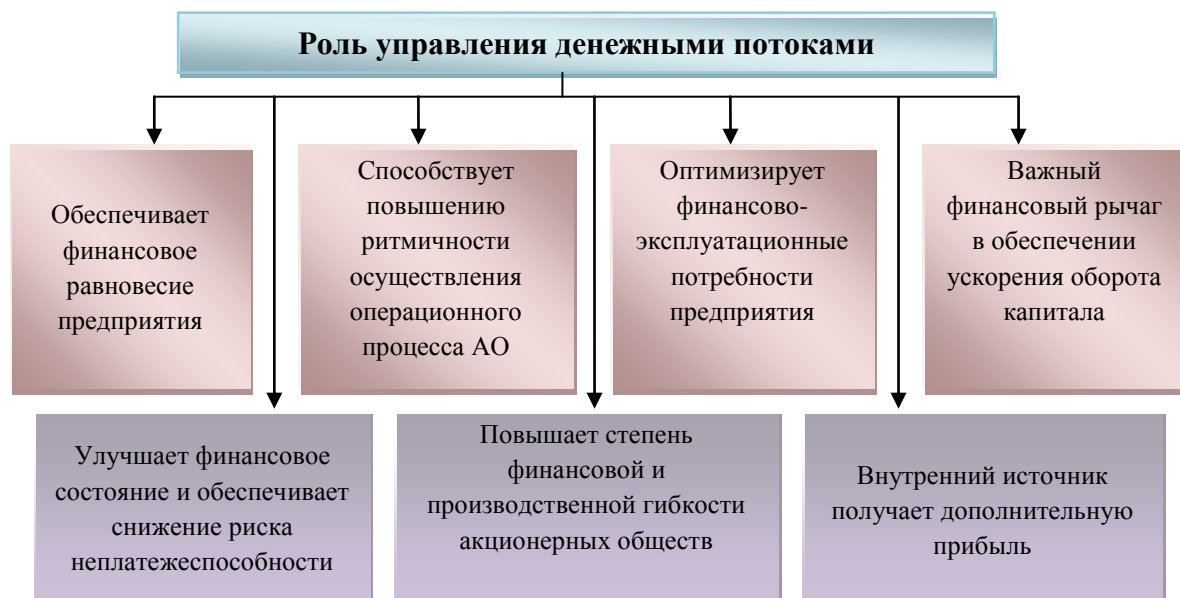 Роль управления денежными потоками
Обеспечивает
финансовое
равновесие
предприятия
Способствует
повышению
ритмичности
осуществления
операционного
процесса АО
Оптимизирует
финансово-
эксплуатационные
потребности
предприятия
Важный
финансовый рычаг
в обеспечении
ускорения оборота
капитала
Улучшает финансовое
состояние и обеспечивает
снижение риска
неплатежеспособности
Повышает степень
финансовой и
производственной гибкости
акционерных обществ
Внутренний источник
получает дополнительную
прибыль